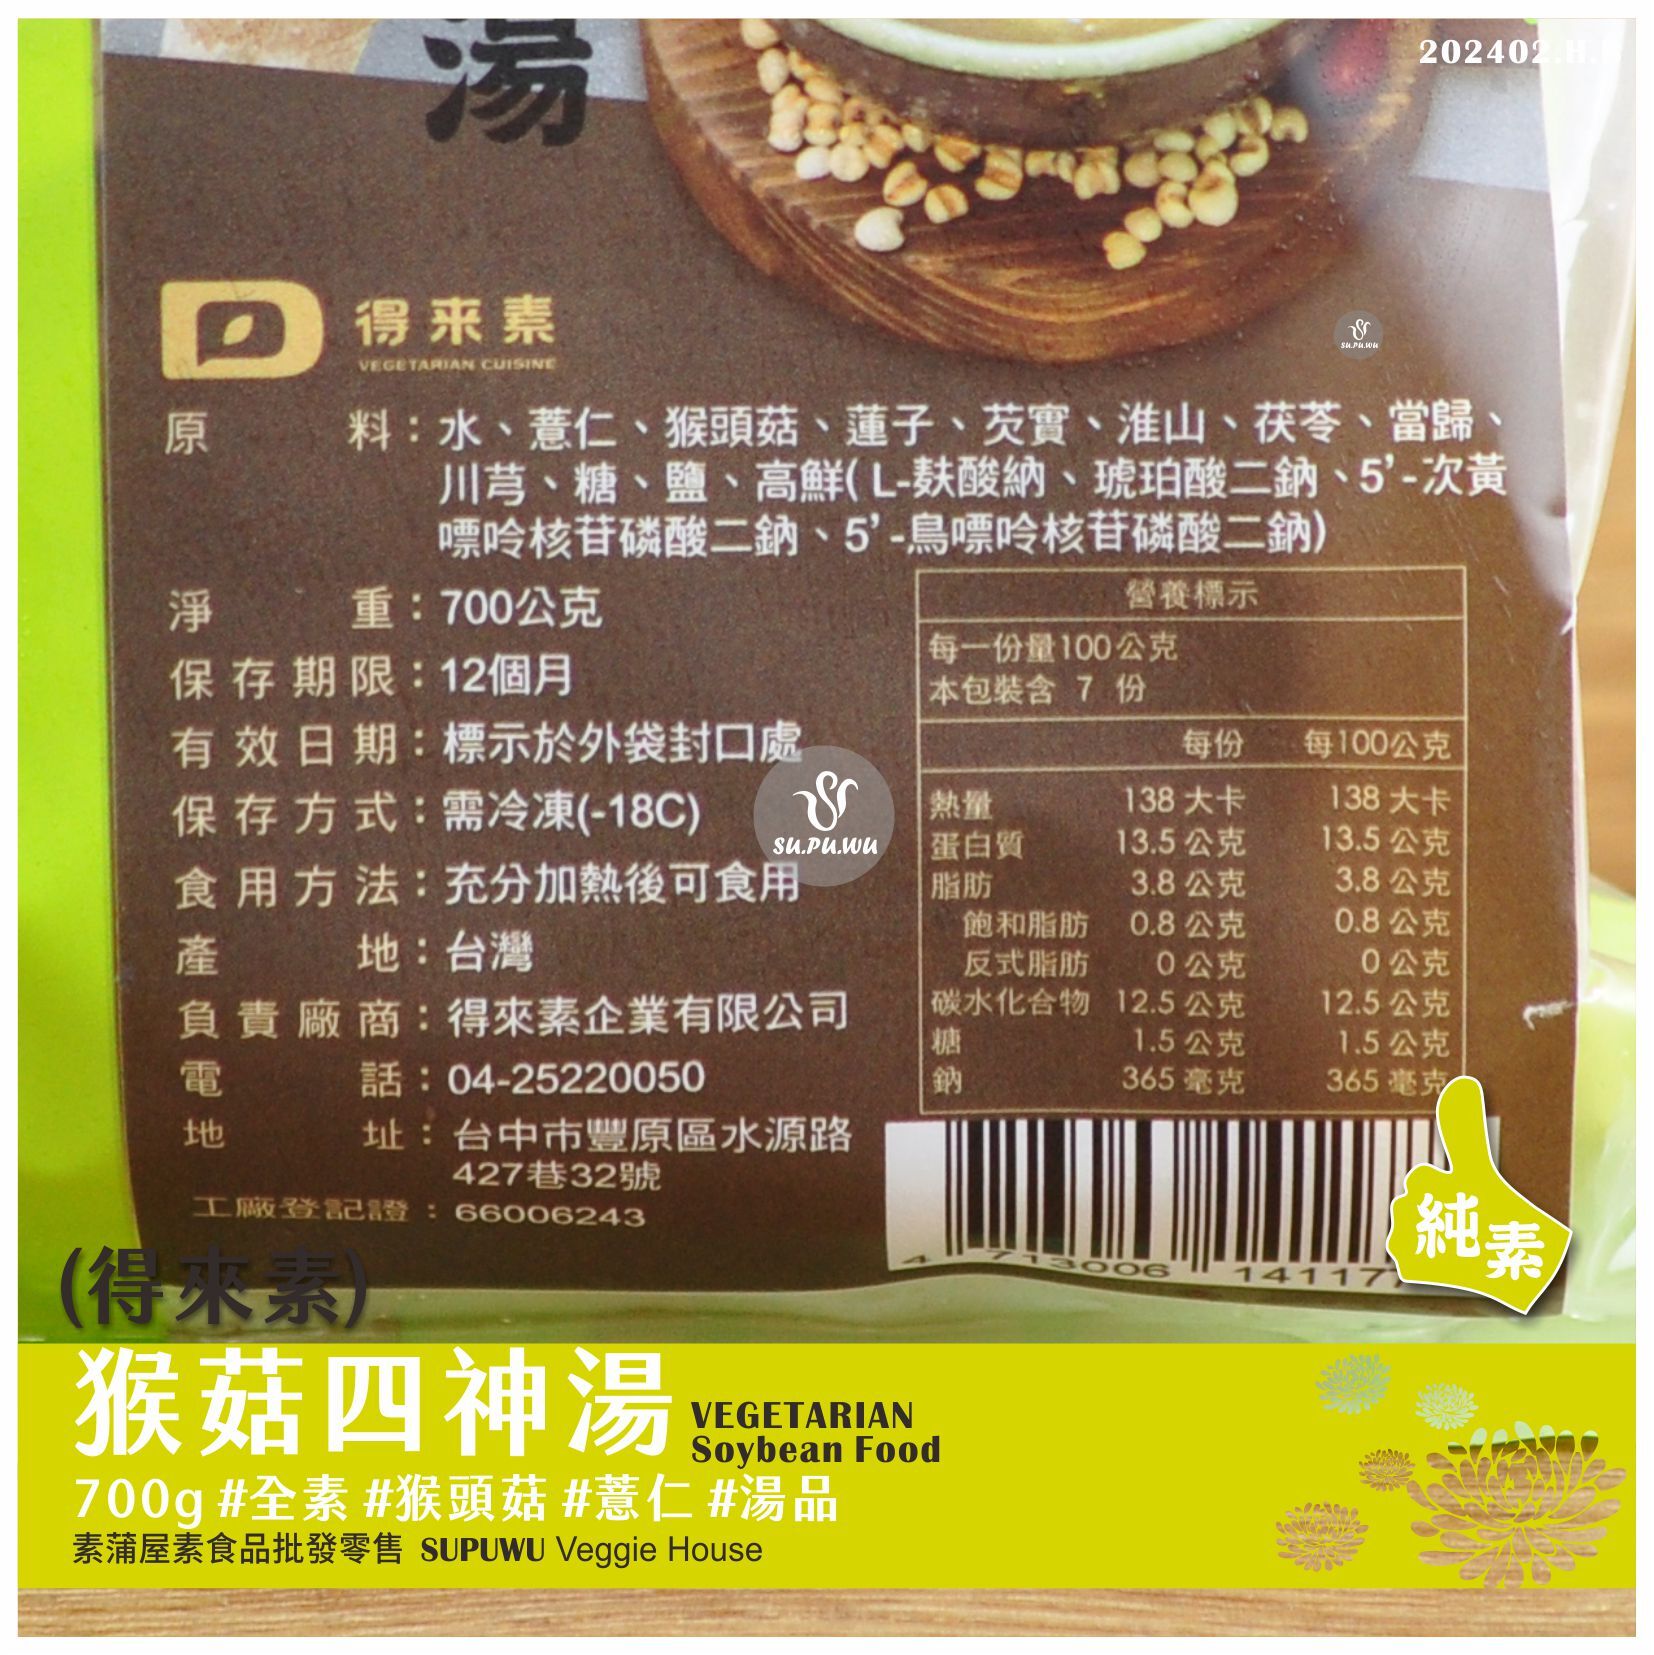 湯
202402.H.
得來素
VEGETARIAN CUISINE
su.pu.wu
原料：水、薏仁、猴頭菇、蓮子、芡實、淮山、茯苓、當歸、
川芎、糖、鹽、高鮮( L-麩酸納、琥珀酸二鈉、5’-次黃
嘌呤核苷磷酸二鈉、5’-鳥嘌呤核苷磷酸二鈉)
淨重：700公克
保存期限：12個月
有效日期：標示於外袋封口處
保存方式：需冷凍(-18C)
食用方法：充分加熱後可食用
產地：台灣
負責廠商：得來素企業有限公司
電話：04-25220050
地址：台中市豐原區水源路
427巷32號
工廠登記證：66006243
su.pu.wu
營養標示
每一份量100公克
本包裝含 7 份
每份 每100公克
熱量 138 大卡 138 大卡
蛋白質 13.5 公克 13.5 公克
脂肪 3.8 公克 3.8 公克
飽和脂肪 0.8 公克 0.8 公克
反式脂肪 0 公克 0 公克
碳水化合物 12.5 公克 12.5 公克
糖 1.5 公克 1.5 公克
鈉 365 毫克 365 毫克
4 713006 14117
純素
(得來素)
猴菇四神湯
VEGETARIAN
Soybean Food
700g #全素 #猴頭菇 #薏仁 #湯品
素蒲屋素食品批發零售 SUPUWU Veggie House